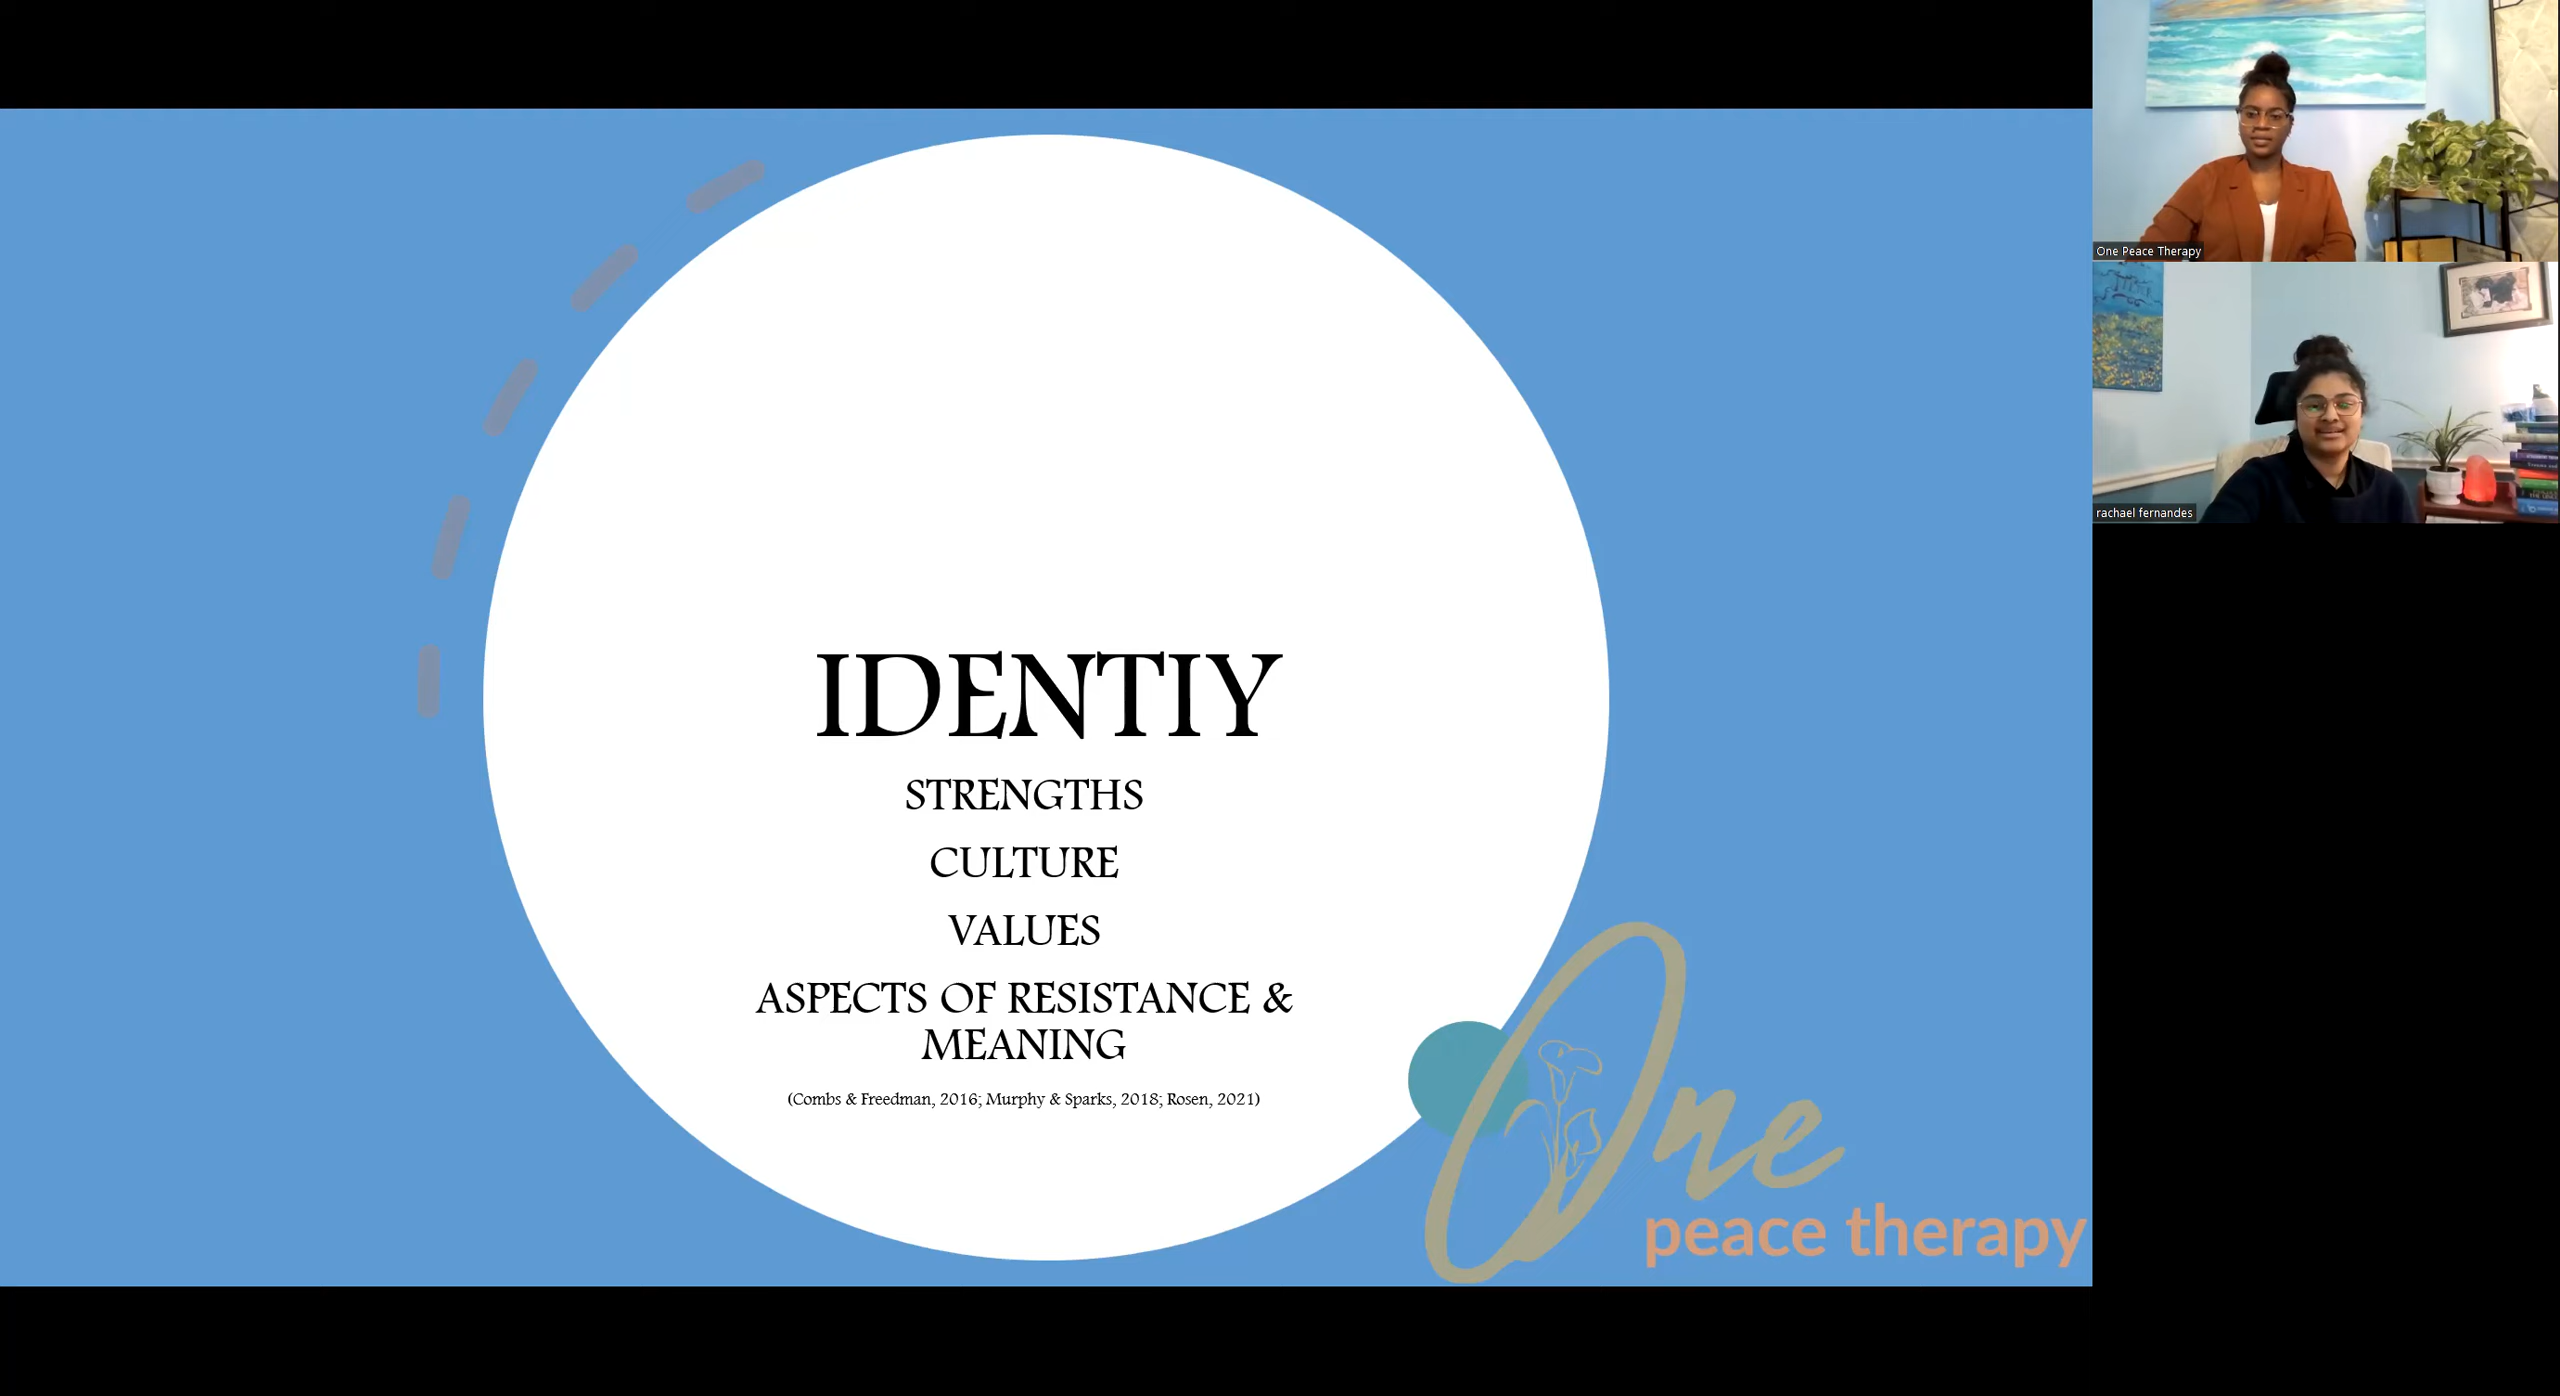 IDENTIY
STRENGTHS
CULTURE
VALUES
ASPECTS OF RESISTANCE &
MEANING
(Combs & Freedman, 2016; Murphy & Sparks, 2018; Rosen, 2021)
One
peace therapy
One Peace Therapy
rachael fernandes